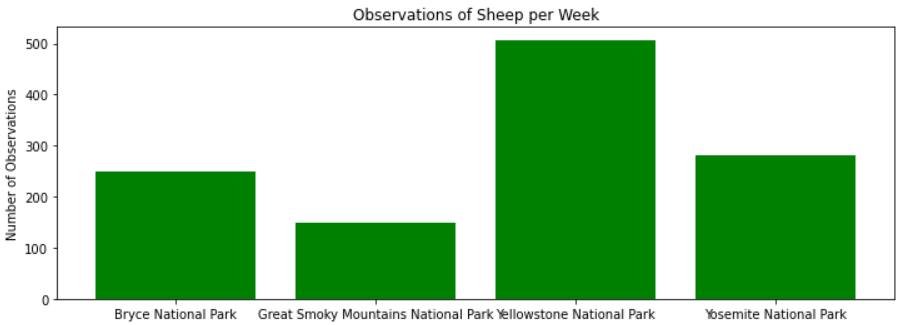 Observations of Sheep per Week
Number of Observations
500
400
300
200
100
0
Bryce National Park
Great Smoky Mountains National Park
Yellowstone National Park
Yosemite National Park